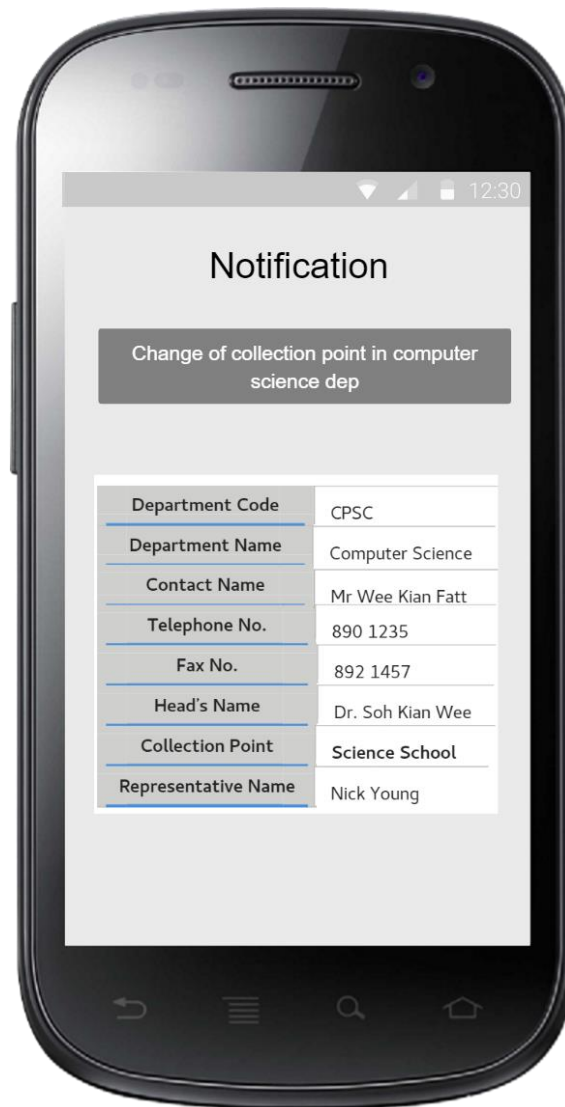 12:30
Notification
Change of collection point in computer
science dep
Department Code CPSC
Department Name Computer Science
Contact Name Mr Wee Kian Fatt
Telephone No. 890 1235
Fax No. 892 1457
Head's Name Dr. Soh Kian Wee
Collection Point Science School
Representative Name Nick Young